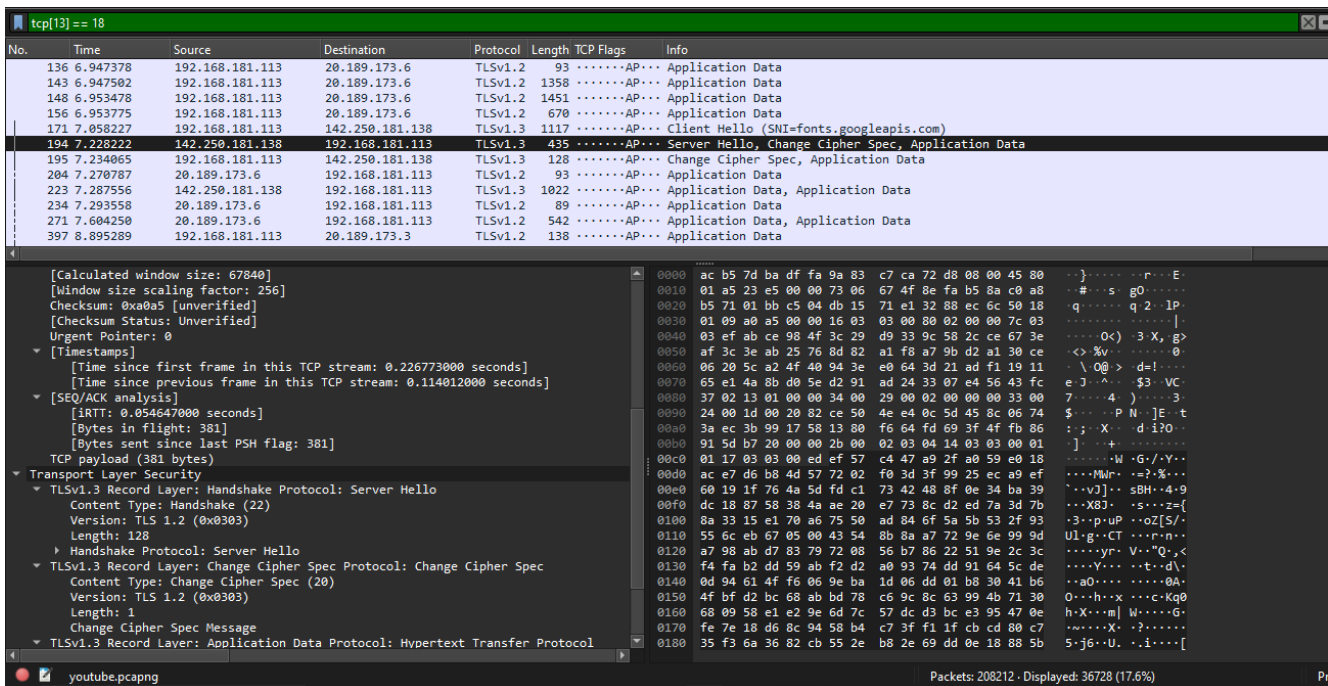 tcp[13] == 18
No. Time Source Destination Protocol Length TCP Flags Info
136 6.947378 192.168.181.113 20.189.173.6 TLSv1.2 93 ·······AP··· Application Data
143 6.947502 192.168.181.113 20.189.173.6 TLSv1.2 1358 ·······AP··· Application Data
148 6.953478 192.168.181.113 20.189.173.6 TLSv1.2 1451 ·······AP··· Application Data
156 6.953775 192.168.181.113 20.189.173.6 TLSv1.2 670 ·······AP··· Application Data
171 7.058227 192.168.181.113 142.250.181.138 TLSv1.3 1117 ·······AP··· Client Hello (SNI=fonts.googleapis.com)
194 7.228222 142.250.181.138 192.168.181.113 TLSv1.3 435 ·······AP··· Server Hello, Change Cipher Spec, Application Data
195 7.234065 192.168.181.113 142.250.181.138 TLSv1.3 128 ·······AP··· Change Cipher Spec, Application Data
204 7.270787 20.189.173.6 192.168.181.113 TLSv1.2 93 ·······AP··· Application Data
223 7.287556 142.250.181.138 192.168.181.113 TLSv1.3 1022 ·······AP··· Application Data, Application Data
234 7.293558 20.189.173.6 192.168.181.113 TLSv1.2 89 ·······AP··· Application Data
271 7.604250 20.189.173.6 192.168.181.113 TLSv1.2 542 ·······AP··· Application Data, Application Data
397 8.895289 192.168.181.113 20.189.173.3 TLSv1.2 138 ·······AP··· Application Data
[Calculated window size: 67840]
[Window size scaling factor: 256]
Checksum: 0xa0a5 [unverified]
[Checksum Status: Unverified]
Urgent Pointer: 0
[Timestamps]
[Time since first frame in this TCP stream: 0.226773000 seconds]
[Time since previous frame in this TCP stream: 0.114012000 seconds]
[SEQ/ACK analysis]
[iRTT: 0.054647000 seconds]
[Bytes in flight: 381]
[Bytes sent since last PSH flag: 381]
TCP payload (381 bytes)
Transport Layer Security
TLSv1.3 Record Layer: Handshake Protocol: Server Hello
Content Type: Handshake (22)
Version: TLS 1.2 (0x0303)
Length: 128
Handshake Protocol: Server Hello
TLSv1.3 Record Layer: Change Cipher Spec Protocol: Change Cipher Spec
Content Type: Change Cipher Spec (20)
Version: TLS 1.2 (0x0303)
Length: 1
Change Cipher Spec Message
TLSv1.3 Record Layer: Application Data Protocol: Hypertext Transfer Protocol
0000 ac b5 7d ba df fa 9a 83 c7 ca 72 d8 08 00 45 80
0010 01 a5 23 e5 00 00 73 06 67 4f 8e fa b5 8a c0 a8
0020 b5 71 01 bb c5 04 db 15 71 e1 32 88 ec 6c 50 18
0030 01 09 a0 a5 00 00 16 03 03 00 80 02 00 00 7c 03
0040 03 ef ab ce 98 4f 3c 29 d9 33 9c 58 2c ce 67 3e
0050 af 3c 3e ab 25 76 8d 82 a1 f8 a7 9b d2 a1 30 ce
0060 06 20 5c a2 4f 40 94 3e e0 64 3d 21 ad f1 19 11
0070 65 e1 4a 8b d0 5e d2 91 ad 24 33 07 e4 56 43 fc
0080 37 02 13 01 00 00 34 00 29 00 02 00 00 00 33 00
0090 24 00 1d 00 20 82 ce 50 4e e4 0c 5d 45 8c 06 74
00a0 3a ec 3b 99 17 58 13 80 f6 64 fd 69 3f 4f fb 86
00b0 91 5d b7 20 00 00 2b 00 02 03 04 14 03 03 00 01
00c0 01 17 03 03 00 ed ef 57 c4 47 a9 2f a0 59 e0 18
00d0 ac e7 d6 b8 4d 57 72 02 f0 3d 3f 99 25 ec a9 ef
00e0 60 19 1f 76 4a 5d fd c1 73 42 48 8f 0e 34 ba 39
00f0 dc 18 87 58 38 4a ae 20 e7 73 8c d2 ed 7a 3d 7b
0100 8a 33 15 e1 70 a6 75 50 ad 84 6f 5a 5b 53 2f 93
0110 55 6c eb 67 05 00 43 54 8b 8a a7 72 9e 6e 99 9d
0120 a7 98 ab d7 83 79 72 08 56 b7 86 22 51 9e 2c 3c
0130 f4 fa b2 dd 59 ab f2 d2 a0 93 74 dd 91 64 5c de
0140 0d 94 61 4f f6 06 9e ba 1d 06 dd 01 b8 30 41 b6
0150 4f bf d2 bc 68 ab bd 78 c6 9c 8c 63 99 4b 71 30
0160 68 09 58 e1 e2 9e 6d 7c 57 dc d3 bc e3 95 47 0e
0170 fe 7e 18 d6 8c 94 58 b4 c7 3f f1 1f cb cd 80 c7
0180 35 f3 6a 36 82 cb 55 2e b8 2e 69 dd 0e 18 88 5b
youtube.pcapng
Packets: 208212 · Displayed: 36728 (17.6%)